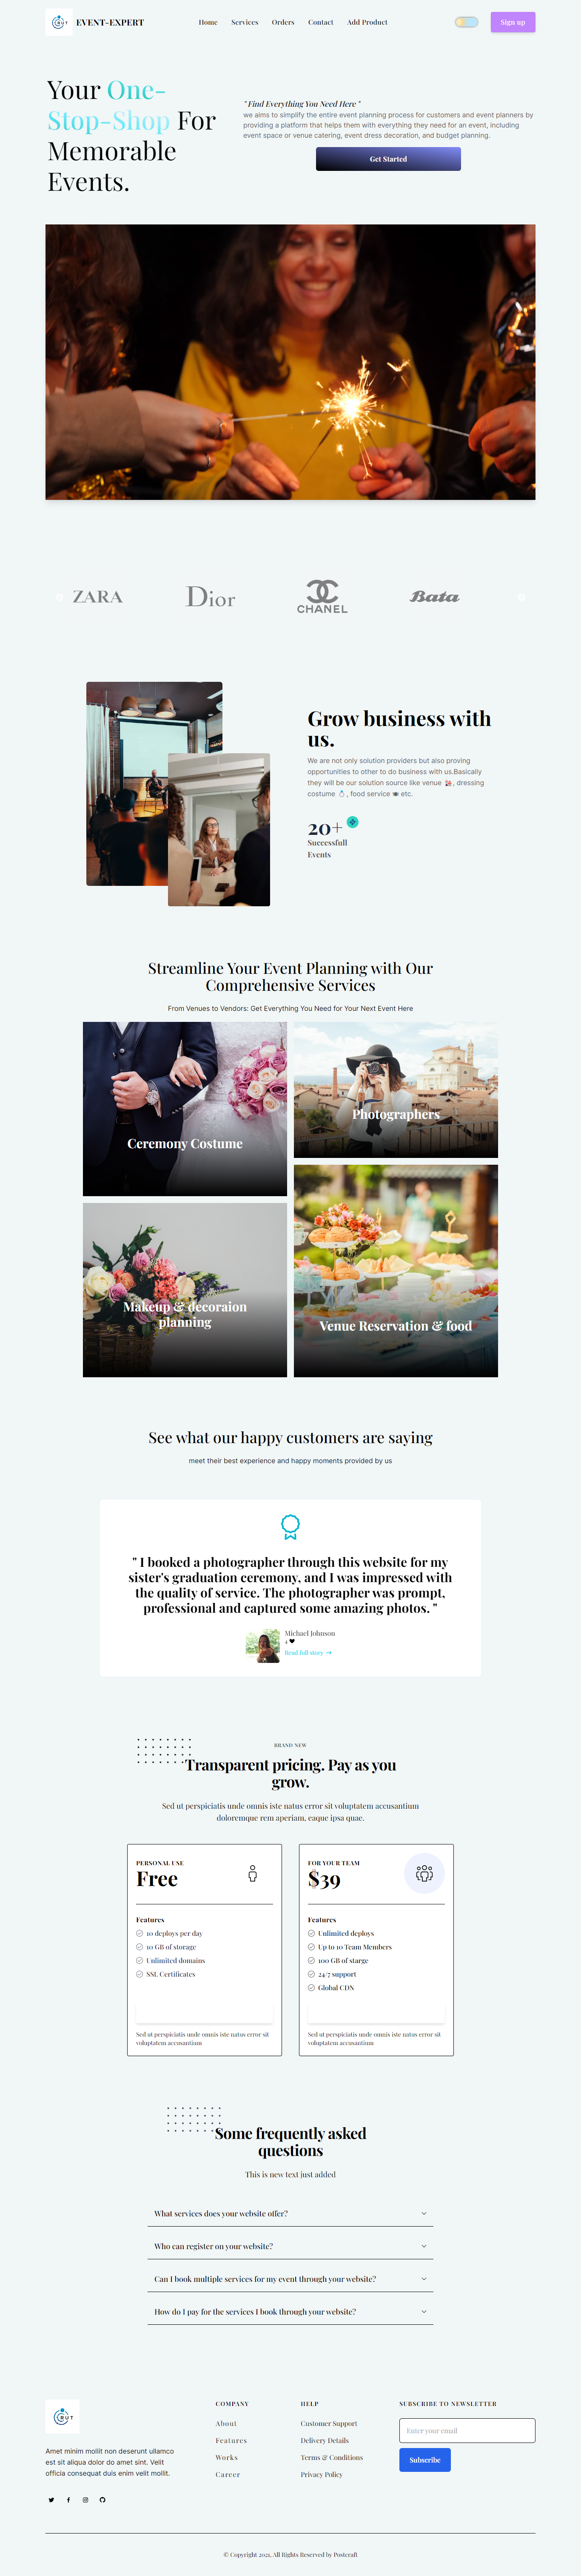 EVENT-EXPERT
Home Services Orders Contact Add Product
Sign up
Your One-
Stop-Shop For
Memorable
Events.
" Find Everything You Need Here "
we aims to simplify the entire event planning process for customers and event planners by
providing a platform that helps them with everything they need for an event, including
event space or venue catering, event dress decoration, and budget planning.
Get Started
ZARA Dior CHANEL Bata
Grow business with
us.
We are not only solution providers but also proving
opportunities to other to do business with us.Basically
they will be our solution source like venue 💒, dressing
costume 💍, food service 🍽 etc.
20+
Successfull
Events
Streamline Your Event Planning with Our
Comprehensive Services
From Venues to Vendors: Get Everything You Need for Your Next Event Here
Ceremony Costume
Photographers
Makeup & decoraion
planning
Venue Reservation & food
See what our happy customers are saying
meet their best experience and happy moments provided by us
" I booked a photographer through this website for my
sister's graduation ceremony, and I was impressed with
the quality of service. The photographer was prompt,
professional and captured some amazing photos. "
Michael Johnson
4 ♥
Read full story →
BRAND NEW
Transparent pricing. Pay as you
grow.
Sed ut perspiciatis unde omnis iste natus error sit voluptatem accusantium
doloremque rem aperiam, eaque ipsa quae.
PERSONAL USE
Free
Features
10 deploys per day
10 GB of storage
Unlimited domains
SSL Certificates
Sed ut perspiciatis unde omnis iste natus error sit
voluptatem accusantium
FOR YOUR TEAM
$39
Features
Unlimited deploys
Up to 10 Team Members
100 GB of starge
24/7 support
Global CDN
Sed ut perspiciatis unde omnis iste natus error sit
voluptatem accusantium
Some frequently asked
questions
This is new text just added
What services does your website offer?
Who can register on your website?
Can I book multiple services for my event through your website?
How do I pay for the services I book through your website?
Amet minim mollit non deserunt ullamco
est sit aliqua dolor do amet sint. Velit
officia consequat duis enim velit mollit.
COMPANY
About
Features
Works
Career
HELP
Customer Support
Delivery Details
Terms & Conditions
Privacy Policy
SUBSCRIBE TO NEWSLETTER
Enter your email
Subscribe
© Copyright 2021, All Rights Reserved by Postcraft